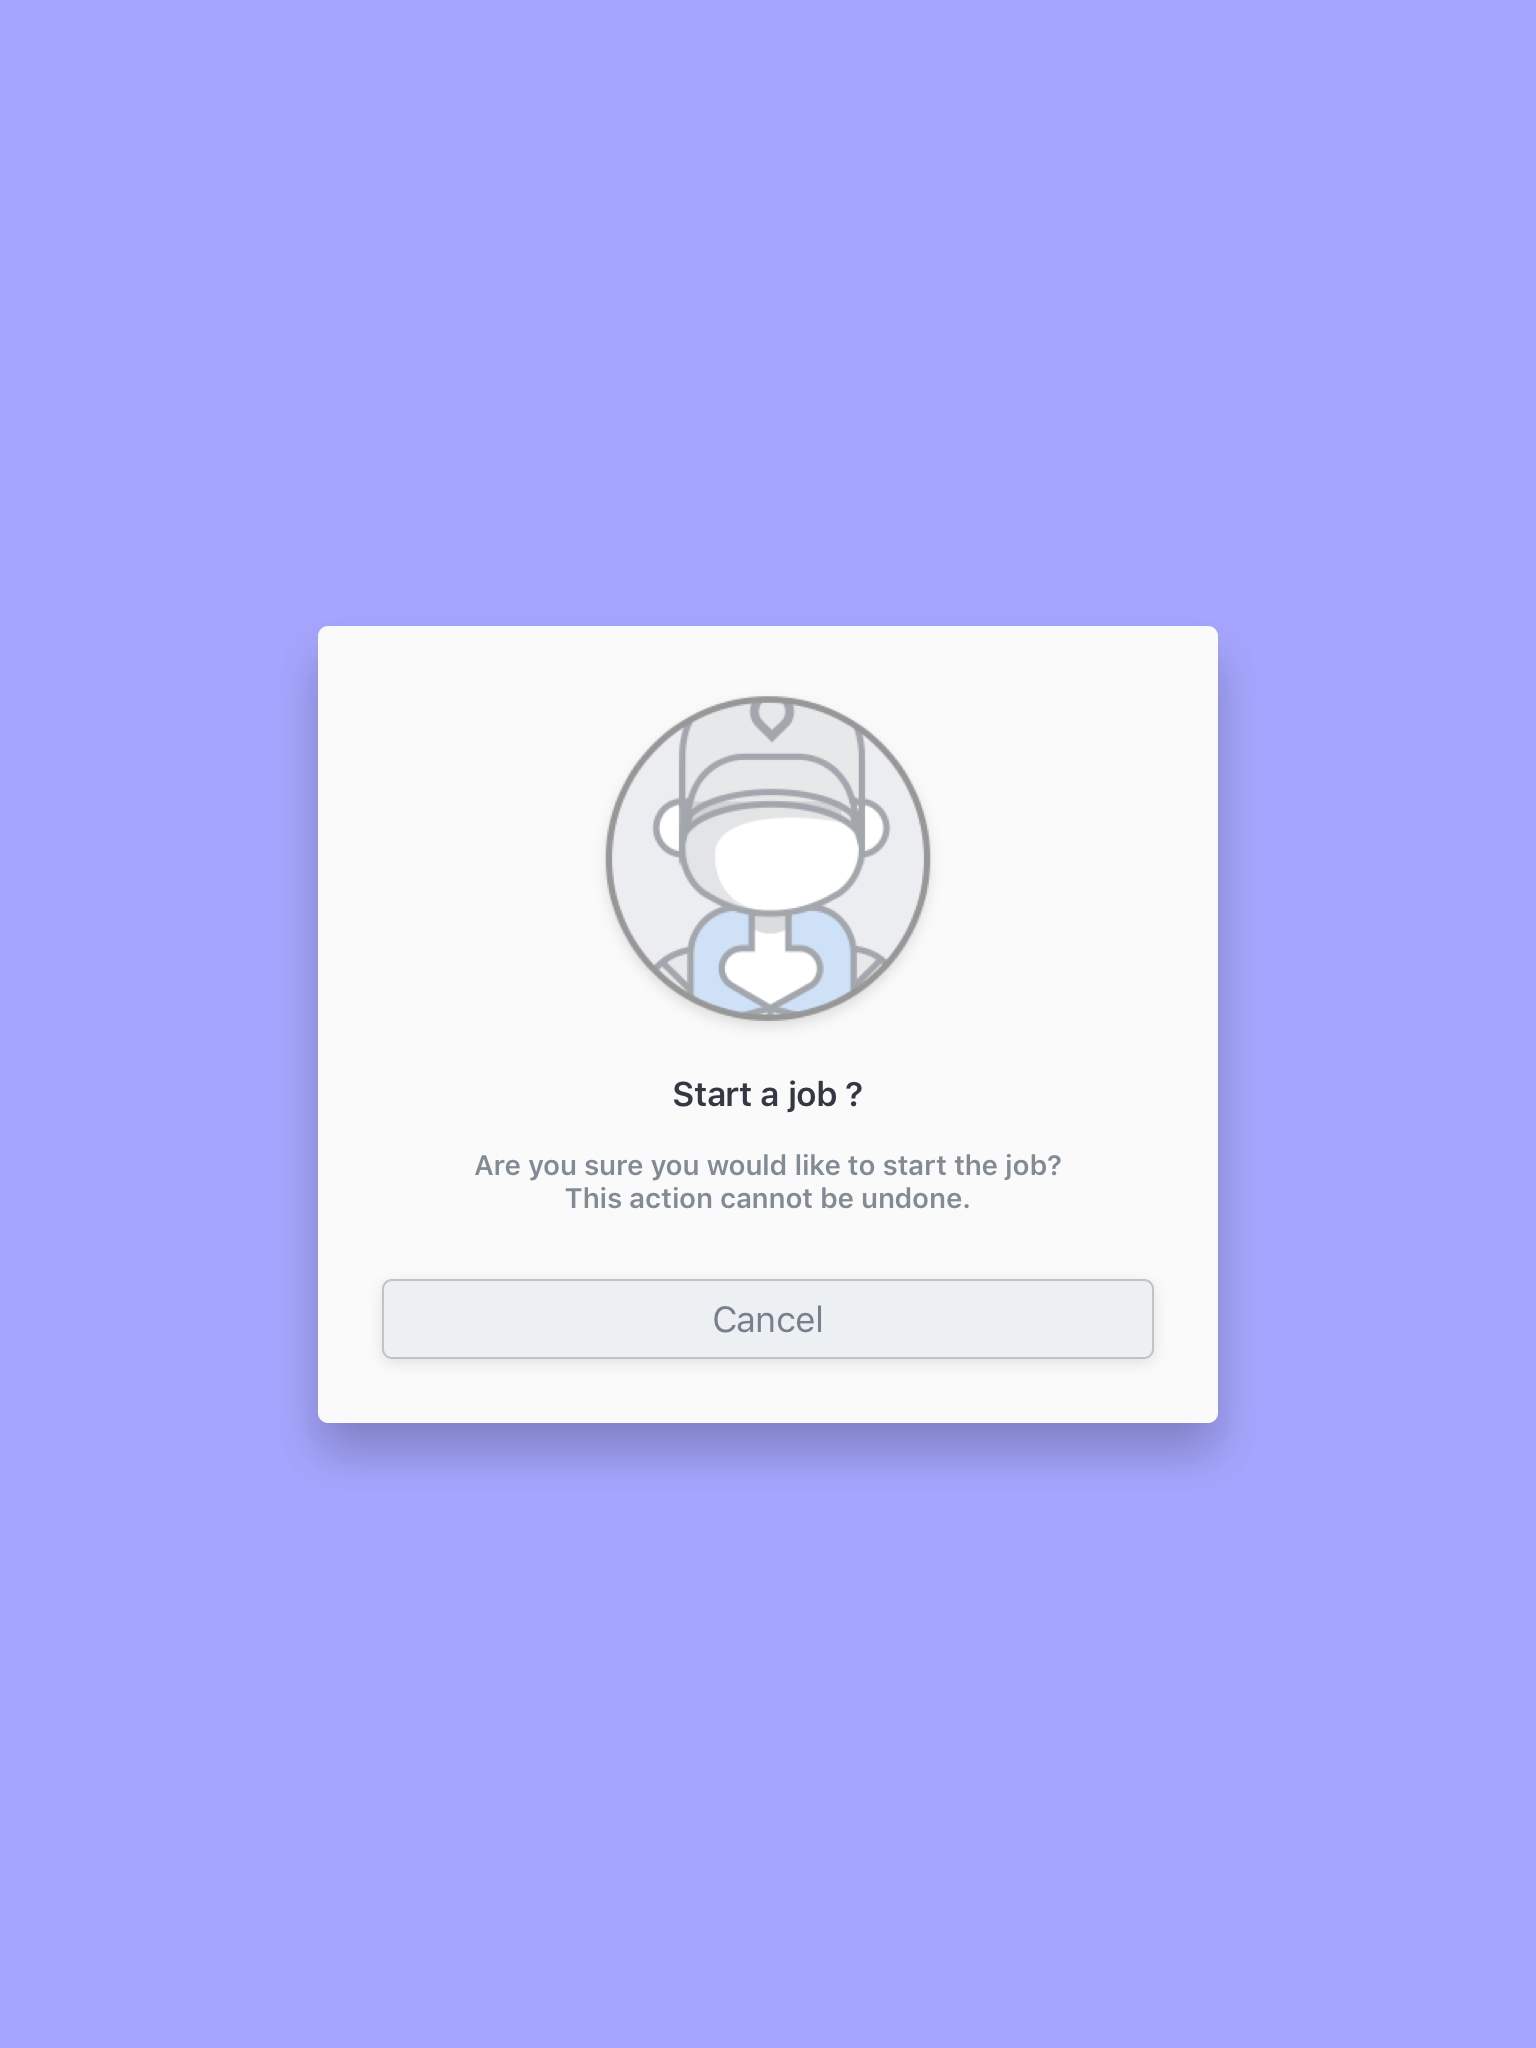 Start a job ?
Are you sure you would like to start the job?
This action cannot be undone.
Cancel